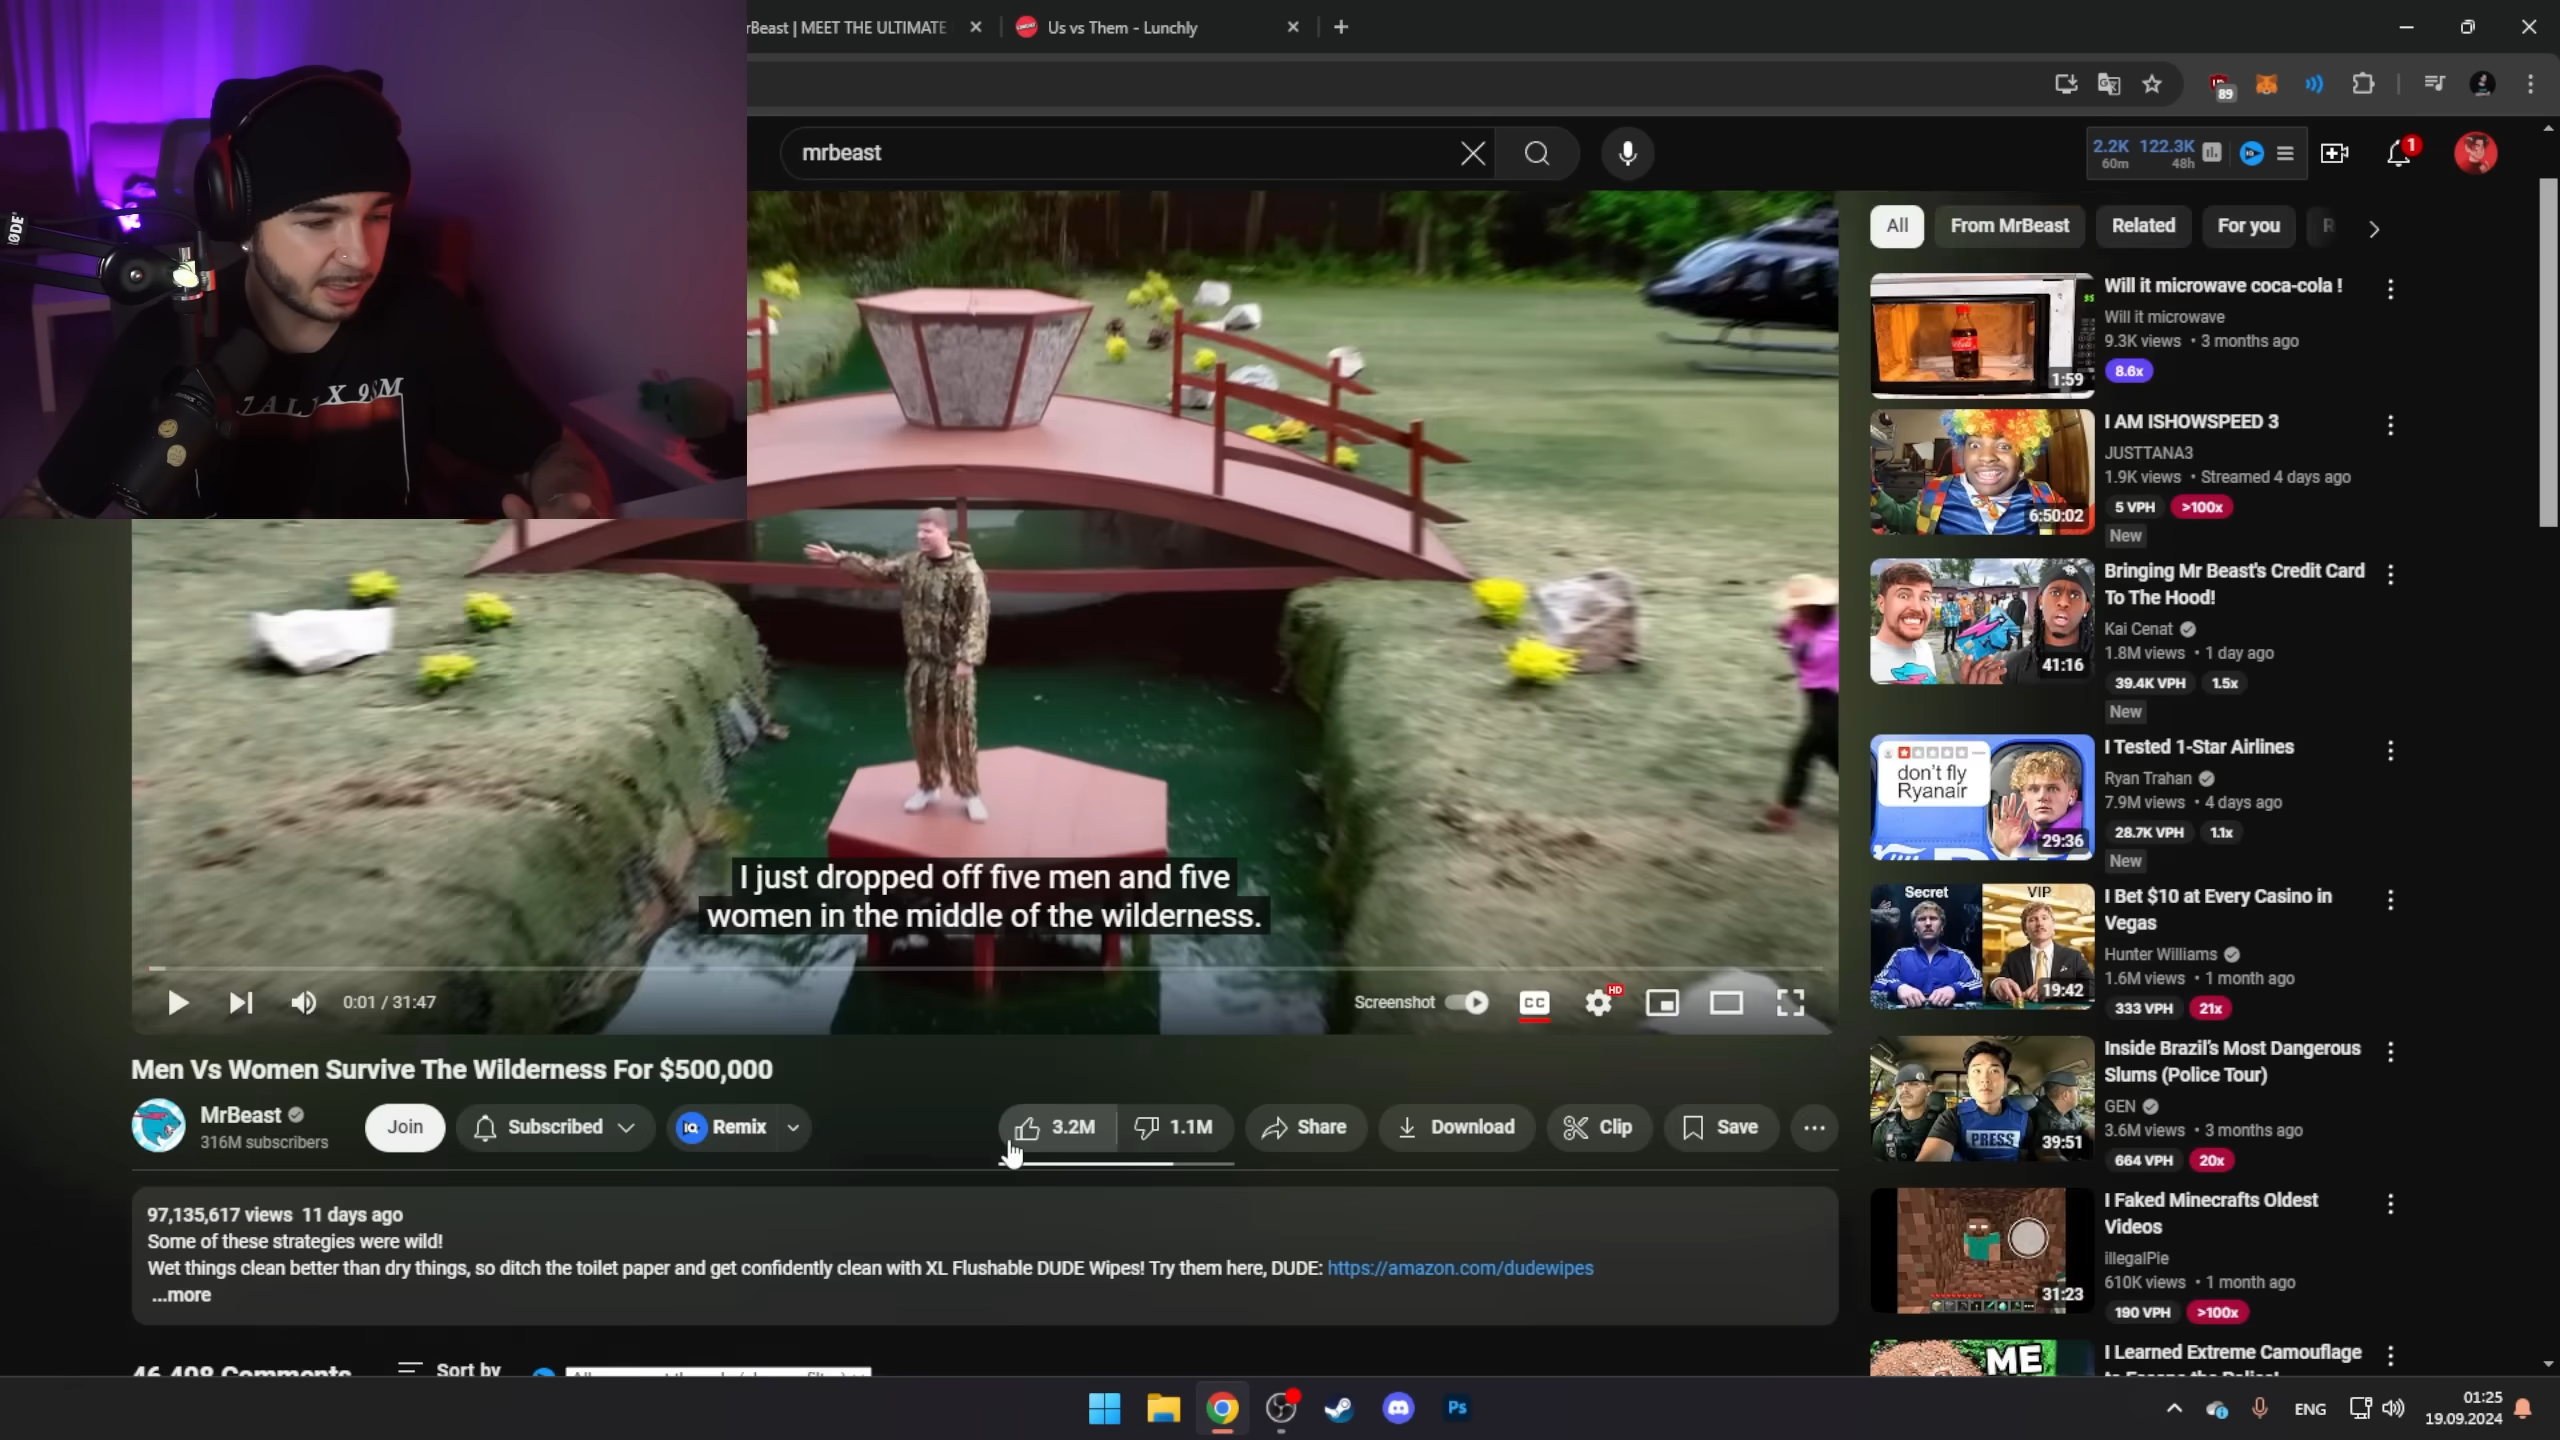 rBeast | MEET THE ULTIMATE
Us vs Them - Lunchly
89
mrbeast
2.2K 122.3K
60m 48h
1
RØDE
All
From MrBeast
Related
For you
Will it microwave coca-cola !
Will it microwave
9.3K views • 3 months ago
8.6x
1:59
I AM ISHOWSPEED 3
JUSTTANA3
1.9K views • Streamed 4 days ago
5 VPH >100x
New
6:50:02
Bringing Mr Beast's Credit Card
To The Hood!
Kai Cenat
1.8M views • 1 day ago
39.4K VPH 1.5x
New
41:16
I Tested 1-Star Airlines
Ryan Trahan
7.9M views • 4 days ago
28.7K VPH 1.1x
New
don't fly
Ryanair
29:36
I Bet $10 at Every Casino in
Vegas
Hunter Williams
1.6M views • 1 month ago
333 VPH 21x
Secret VIP
19:42
Inside Brazil's Most Dangerous
Slums (Police Tour)
GEN
3.6M views • 3 months ago
664 VPH 20x
PRESS
39:51
I Faked Minecrafts Oldest
Videos
illegalPie
610K views • 1 month ago
190 VPH >100x
31:23
I Learned Extreme Camouflage
ME
I just dropped off five men and five
women in the middle of the wilderness.
0:01 / 31:47
Screenshot
CC
HD
Men Vs Women Survive The Wilderness For $500,000
MrBeast
316M subscribers
Join
Subscribed
IQ Remix
3.2M
1.1M
Share
Download
Clip
Save
97,135,617 views 11 days ago
Some of these strategies were wild!
Wet things clean better than dry things, so ditch the toilet paper and get confidently clean with XL Flushable DUDE Wipes! Try them here, DUDE: https://amazon.com/dudewipes
...more
46,408 Comments
Sort by
Ps
ENG
01:25
19.09.2024